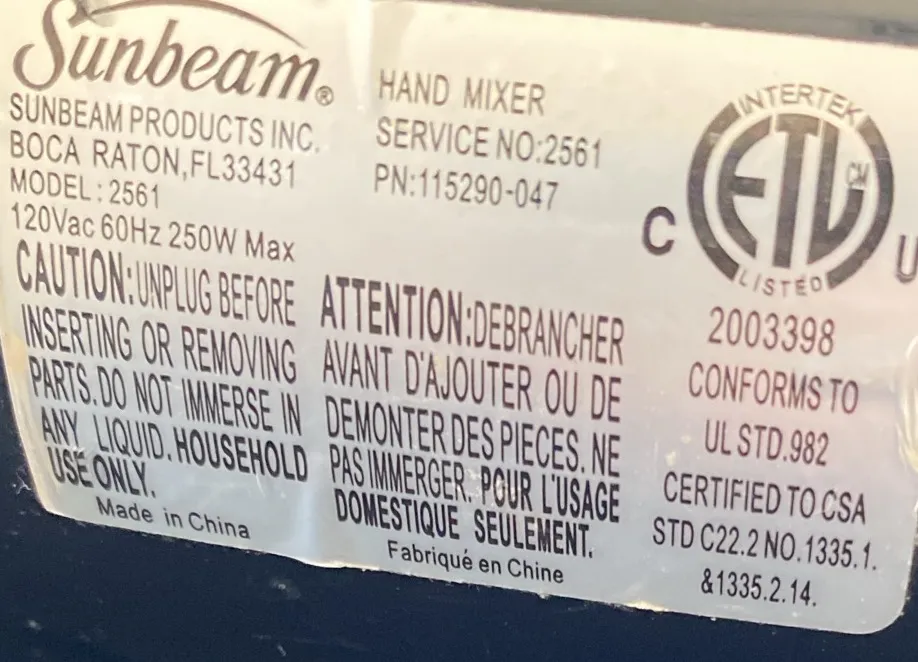 Sunbeam®
SUNBEAM PRODUCTS INC.
BOCA RATON,FL33431
MODEL: 2561
120Vac 60Hz 250W Max
CAUTION:UNPLUG BEFORE
INSERTING OR REMOVING
PARTS.DO NOT IMMERSE IN
ANY LIQUID.HOUSEHOLD
USE ONLY.
Made in China
HAND MIXER
SERVICE NO:2561
PN:115290-047
ATTENTION:DEBRANCHER
AVANT D'AJOUTER OU DE
DEMONTER DES PIECES. NE
PAS IMMERGER. POUR L'USAGE
DOMESTIQUE SEULEMENT.
Fabriqué en Chine
INTERTEK
C ETL CM U
LISTED
2003398
CONFORMS TO
UL STD.982
CERTIFIED TO CSA
STD C22.2 NO.1335.1.
&1335.2.14.